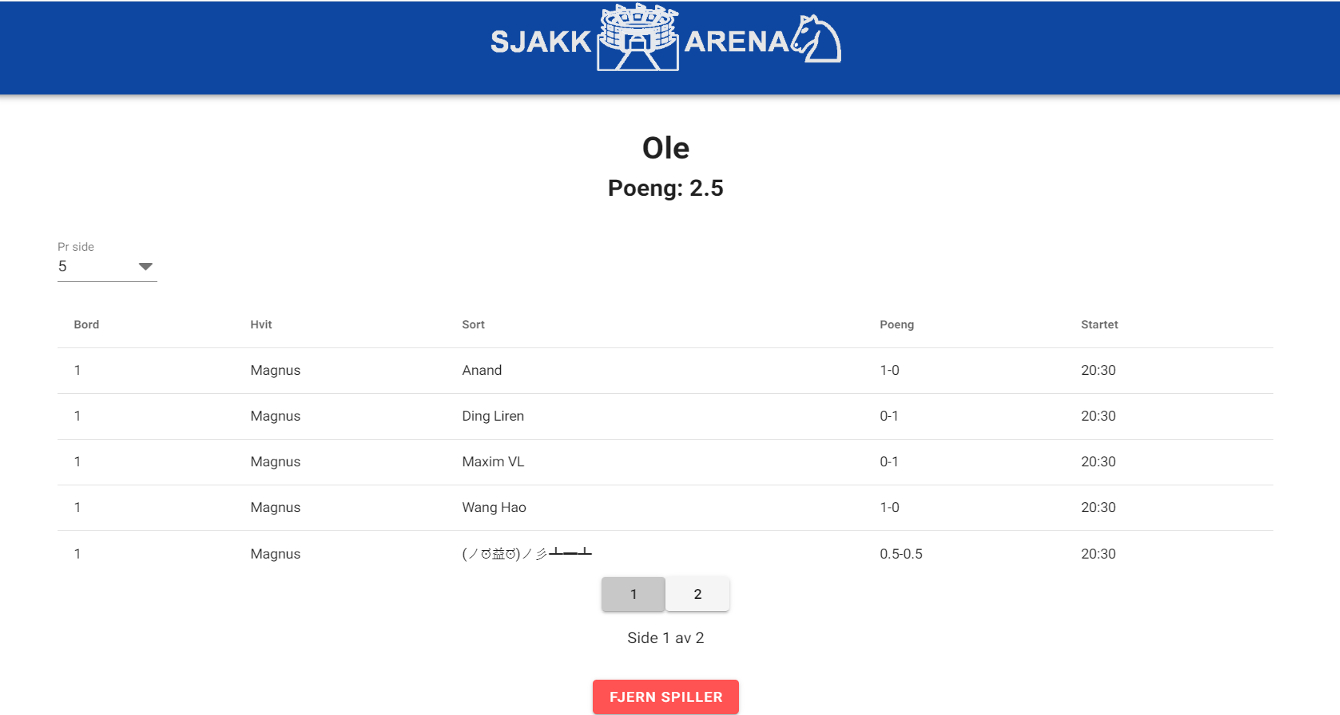 SJAKK ARENA
Ole
Poeng: 2.5
Pr side
5
Bord Hvit Sort Poeng Startet
1 Magnus Anand 1-0 20:30
1 Magnus Ding Liren 0-1 20:30
1 Magnus Maxim VL 0-1 20:30
1 Magnus Wang Hao 1-0 20:30
1 Magnus (ノಠ益ಠ)ノ彡┻━┻ 0.5-0.5 20:30
1 2
Side 1 av 2
FJERN SPILLER